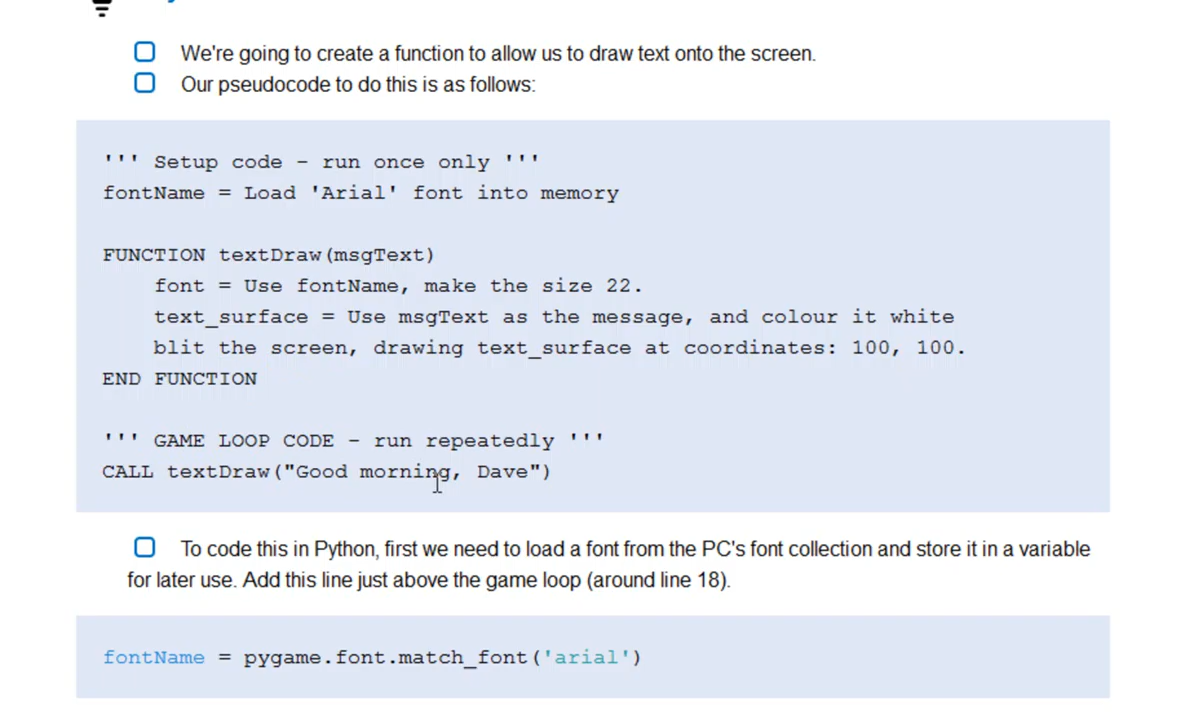 We're going to create a function to allow us to draw text onto the screen.
Our pseudocode to do this is as follows:
''' Setup code - run once only '''
fontName = Load 'Arial' font into memory
FUNCTION textDraw(msgText)
font = Use fontName, make the size 22.
text_surface = Use msgText as the message, and colour it white
blit the screen, drawing text_surface at coordinates: 100, 100.
END FUNCTION
''' GAME LOOP CODE - run repeatedly '''
CALL textDraw("Good morning, Dave")
To code this in Python, first we need to load a font from the PC's font collection and store it in a variable
for later use. Add this line just above the game loop (around line 18).
fontName = pygame.font.match_font('arial')